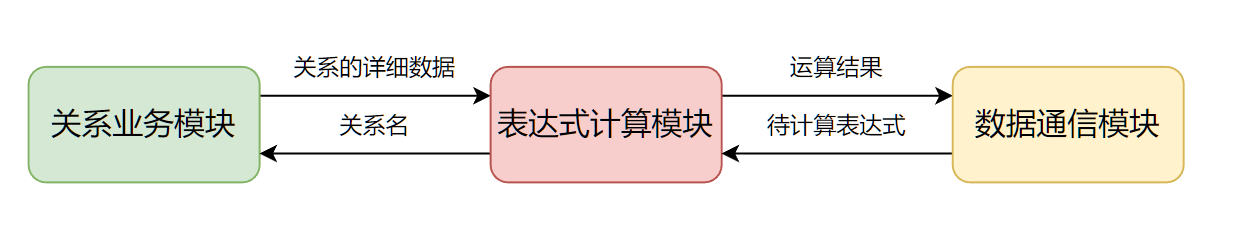 关系的详细数据
运算结果
关系业务模块
关系名
表达式计算模块
待计算表达式
数据通信模块